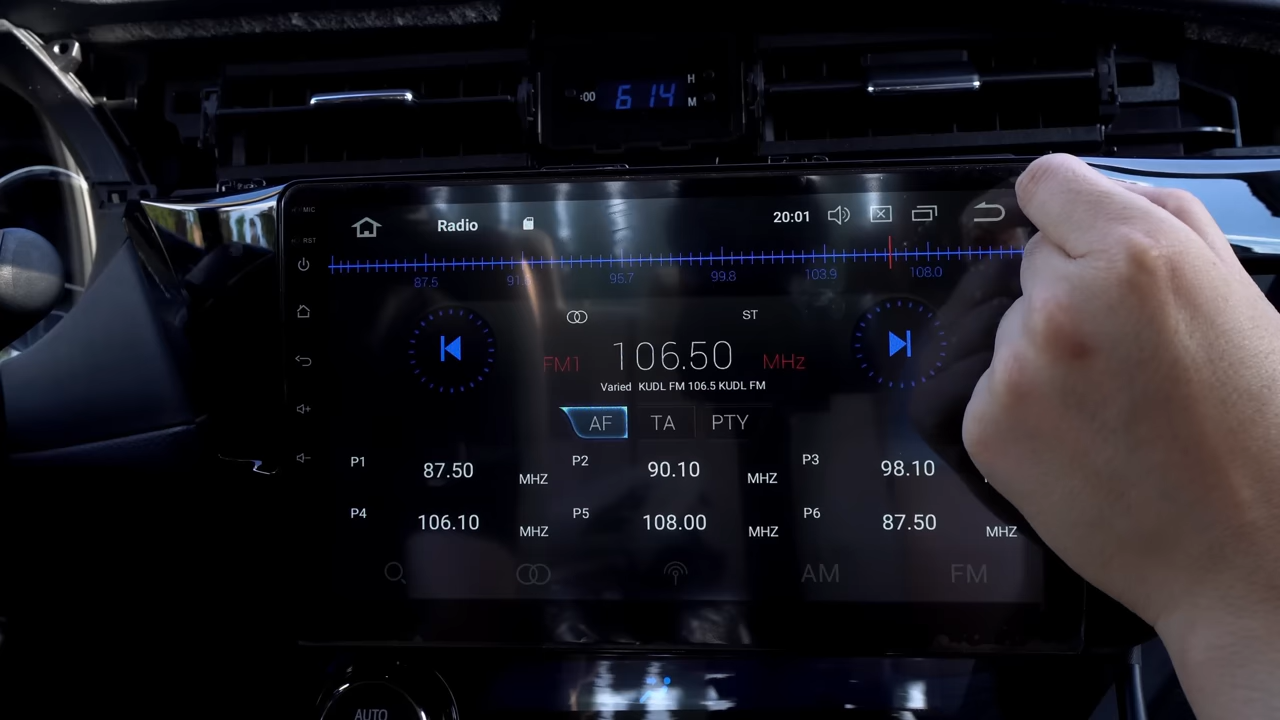 H
:00 6 14 M
MIC
Radio 20:01
RST
87.5 95.7 99.8 103.9 108.0
ST
FM1 106.50 MHz
Varied KUDL FM 106.5 KUDL FM
AF TA PTY
P1 87.50 MHZ P2 90.10 MHZ P3 98.10
P4 106.10 MHZ P5 108.00 MHZ P6 87.50 MHZ
AM FM
AUTO